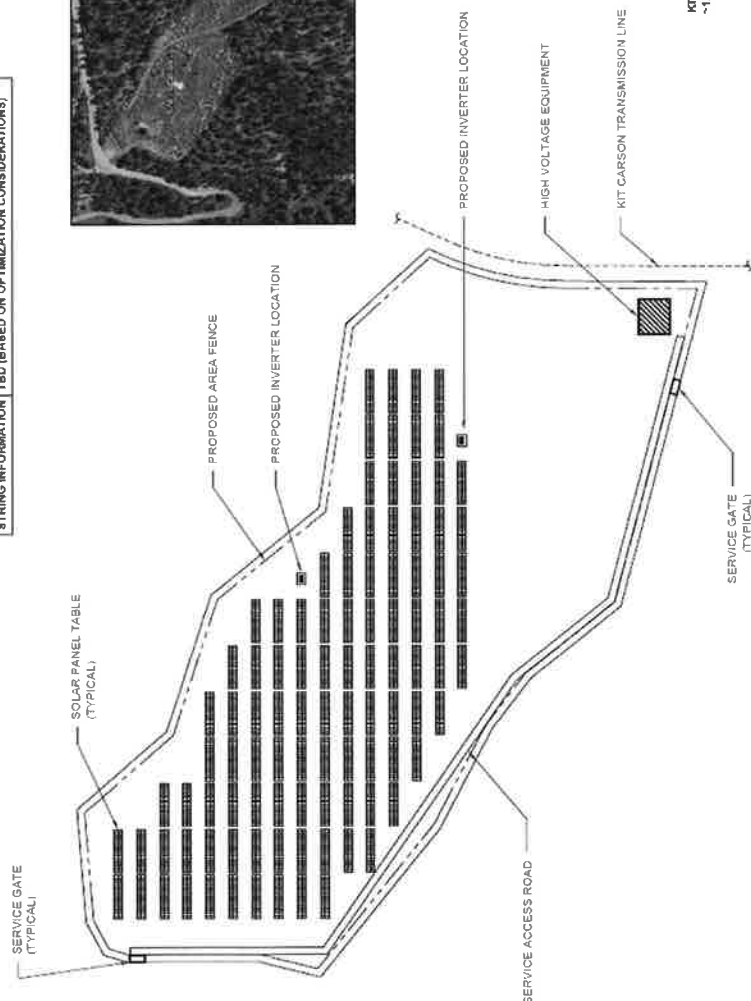 STRING INFORMATION TBD (BASED ON OPTIMIZATION CONSIDERATIONS)
SERVICE GATE
(TYPICAL)
SOLAR PANEL TABLE
(TYPICAL)
PROPOSED AREA FENCE
PROPOSED INVERTER LOCATION
PROPOSED INVERTER LOCATION
HIGH VOLTAGE EQUIPMENT
KIT CARSON TRANSMISSION LINE
SERVICE ACCESS ROAD
SERVICE GATE
(TYPICAL)